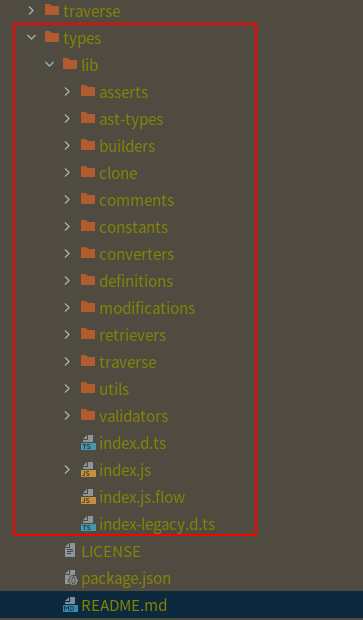 traverse
types
lib
asserts
ast-types
builders
clone
comments
constants
converters
definitions
modifications
retrievers
traverse
utils
validators
TS index.d.ts
JS index.js
JS index.js.flow
TS index-legacy.d.ts
LICENSE
package.json
MD README.md